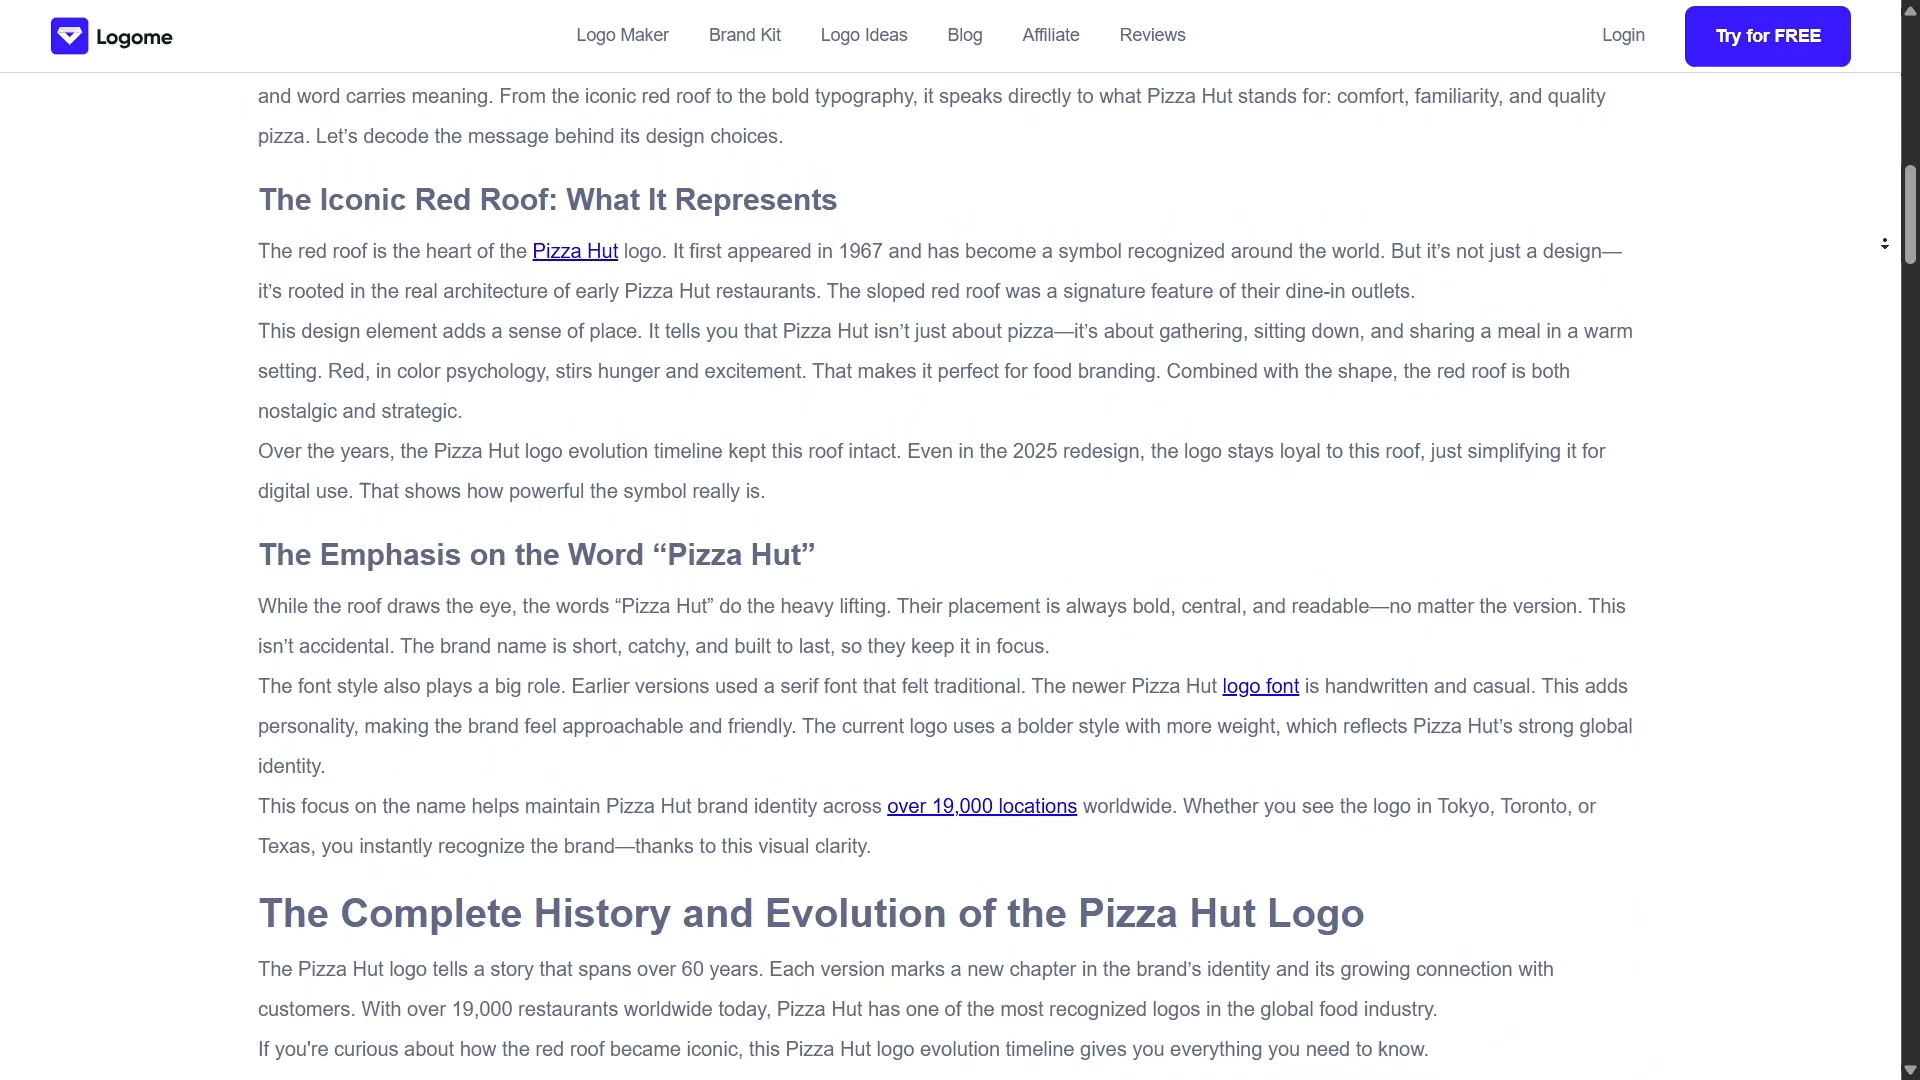 Logome
Logo Maker
Brand Kit
Logo Ideas
Blog
Affiliate
Reviews
Login
Try for FREE
and word carries meaning. From the iconic red roof to the bold typography, it speaks directly to what Pizza Hut stands for: comfort, familiarity, and quality
pizza. Let’s decode the message behind its design choices.
The Iconic Red Roof: What It Represents
The red roof is the heart of the Pizza Hut logo. It first appeared in 1967 and has become a symbol recognized around the world. But it’s not just a design—
it’s rooted in the real architecture of early Pizza Hut restaurants. The sloped red roof was a signature feature of their dine-in outlets.
This design element adds a sense of place. It tells you that Pizza Hut isn’t just about pizza—it’s about gathering, sitting down, and sharing a meal in a warm
setting. Red, in color psychology, stirs hunger and excitement. That makes it perfect for food branding. Combined with the shape, the red roof is both
nostalgic and strategic.
Over the years, the Pizza Hut logo evolution timeline kept this roof intact. Even in the 2025 redesign, the logo stays loyal to this roof, just simplifying it for
digital use. That shows how powerful the symbol really is.
The Emphasis on the Word “Pizza Hut”
While the roof draws the eye, the words “Pizza Hut” do the heavy lifting. Their placement is always bold, central, and readable—no matter the version. This
isn’t accidental. The brand name is short, catchy, and built to last, so they keep it in focus.
The font style also plays a big role. Earlier versions used a serif font that felt traditional. The newer Pizza Hut logo font is handwritten and casual. This adds
personality, making the brand feel approachable and friendly. The current logo uses a bolder style with more weight, which reflects Pizza Hut’s strong global
identity.
This focus on the name helps maintain Pizza Hut brand identity across over 19,000 locations worldwide. Whether you see the logo in Tokyo, Toronto, or
Texas, you instantly recognize the brand—thanks to this visual clarity.
The Complete History and Evolution of the Pizza Hut Logo
The Pizza Hut logo tells a story that spans over 60 years. Each version marks a new chapter in the brand’s identity and its growing connection with
customers. With over 19,000 restaurants worldwide today, Pizza Hut has one of the most recognized logos in the global food industry.
If you're curious about how the red roof became iconic, this Pizza Hut logo evolution timeline gives you everything you need to know.